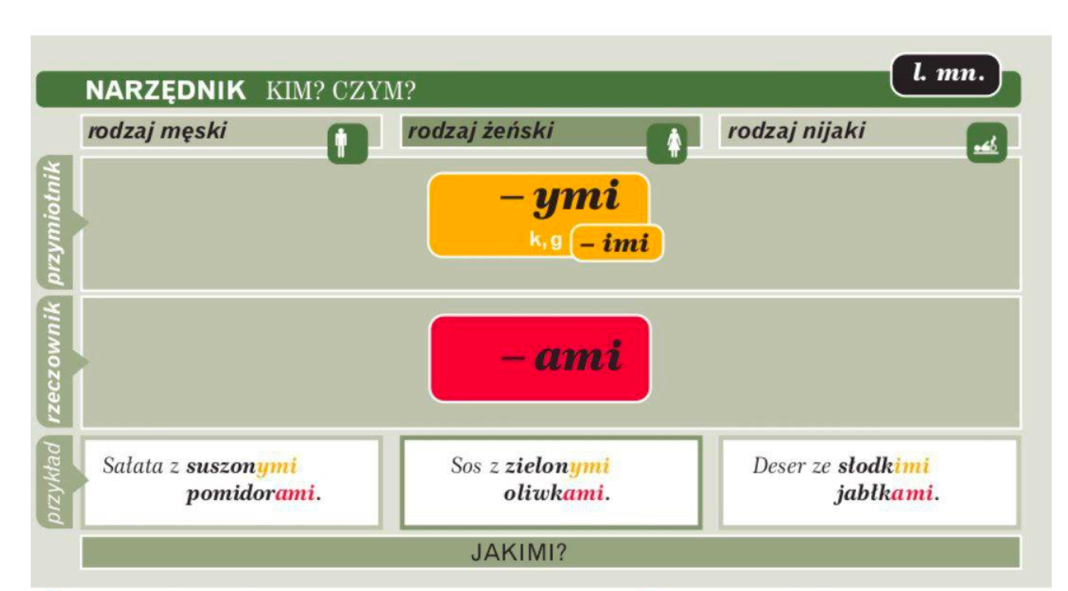 l. mn.
NARZĘDNIK KIM? CZYM?
rodzaj męski
rodzaj żeński
rodzaj nijaki
przymiotnik
– ymi
k, g – imi
rzeczownik
– ami
przykład
Sałata z suszonymi
pomidorami.
Sos z zielonymi
oliwkami.
Deser ze słodkimi
jabłkami.
JAKIMI?